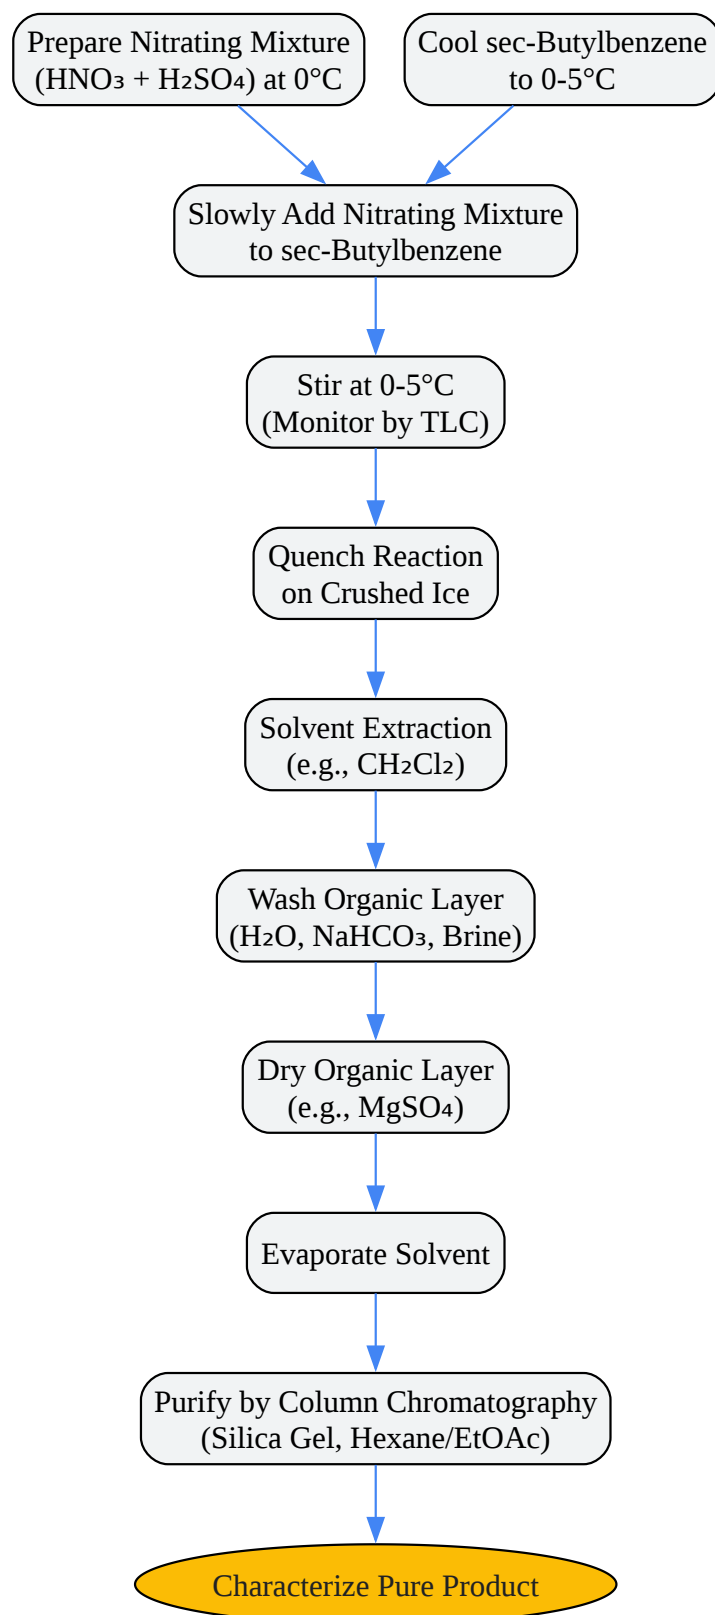 Prepare Nitrating Mixture
(HNO₃ + H₂SO₄) at 0°C
Cool sec-Butylbenzene
to 0-5°C
Slowly Add Nitrating Mixture
to sec-Butylbenzene
Stir at 0-5°C
(Monitor by TLC)
Quench Reaction
on Crushed Ice
Solvent Extraction
(e.g., CH₂Cl₂)
Wash Organic Layer
(H₂O, NaHCO₃, Brine)
Dry Organic Layer
(e.g., MgSO₄)
Evaporate Solvent
Purify by Column Chromatography
(Silica Gel, Hexane/EtOAc)
Characterize Pure Product